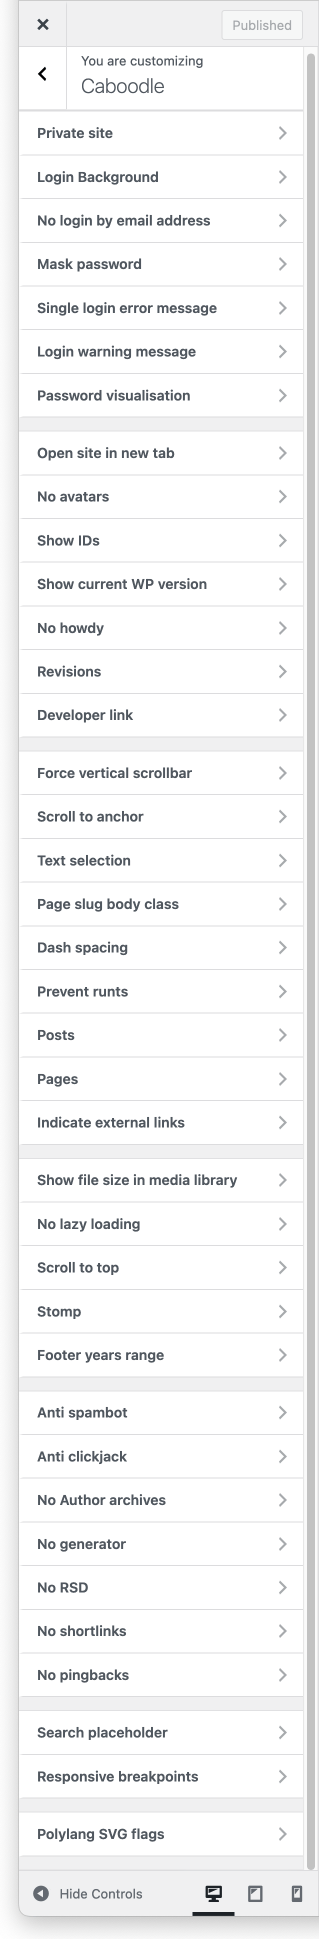 Published
You are customizing
Caboodle
Private site
Login Background
No login by email address
Mask password
Single login error message
Login warning message
Password visualisation
Open site in new tab
No avatars
Show IDs
Show current WP version
No howdy
Revisions
Developer link
Force vertical scrollbar
Scroll to anchor
Text selection
Page slug body class
Dash spacing
Prevent runts
Posts
Pages
Indicate external links
Show file size in media library
No lazy loading
Scroll to top
Stomp
Footer years range
Anti spambot
Anti clickjack
No Author archives
No generator
No RSD
No shortlinks
No pingbacks
Search placeholder
Responsive breakpoints
Polylang SVG flags
Hide Controls